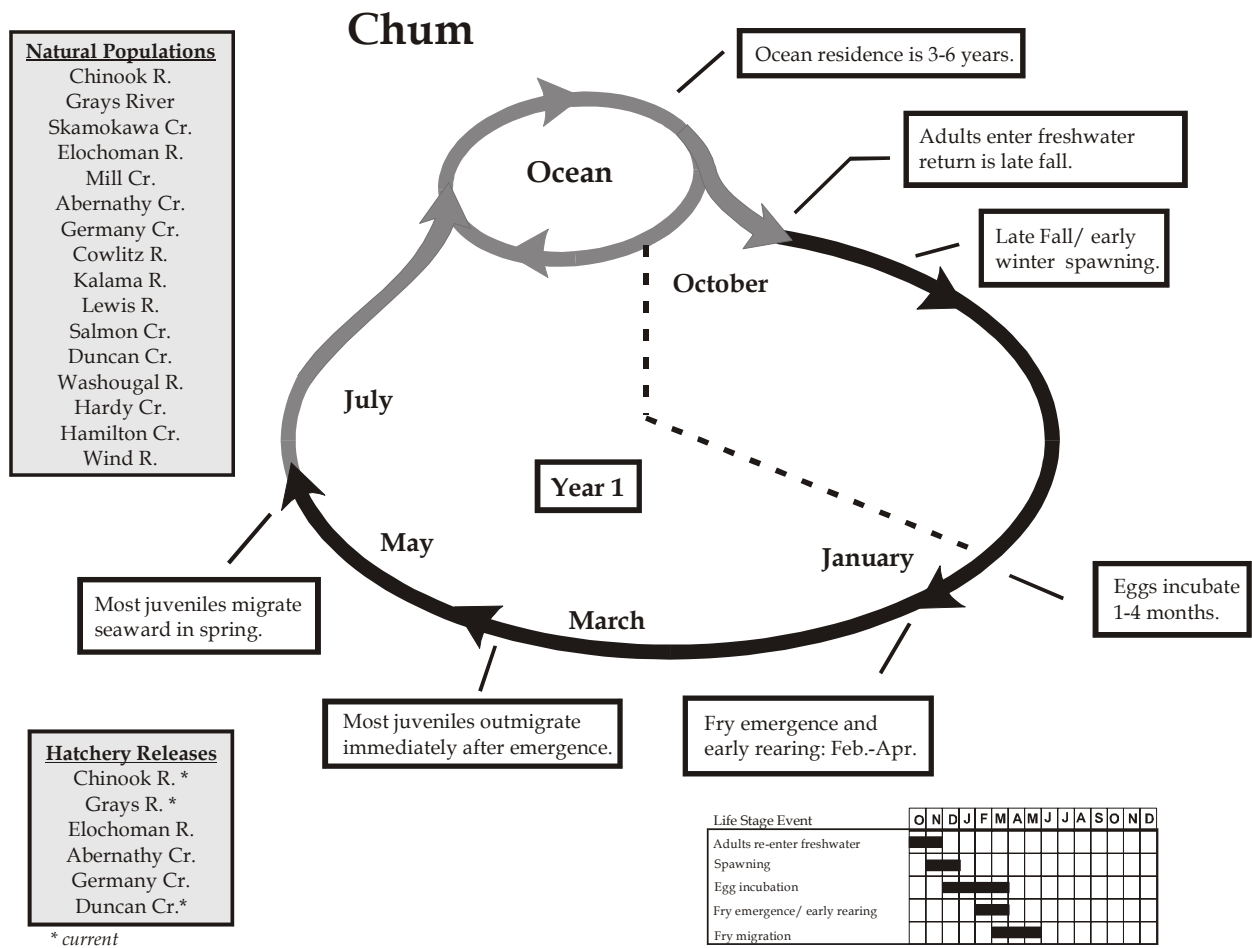 Chum
Natural Populations
Chinook R.
Grays River
Skamokawa Cr.
Elochoman R.
Mill Cr.
Abernathy Cr.
Germany Cr.
Cowlitz R.
Kalama R.
Lewis R.
Salmon Cr.
Duncan Cr.
Washougal R.
Hardy Cr.
Hamilton Cr.
Wind R.
Ocean residence is 3-6 years.
Adults enter freshwater
return is late fall.
Ocean
Late Fall/ early
winter spawning.
October
July
Year 1
May
January
March
Eggs incubate
1-4 months.
Most juveniles migrate
seaward in spring.
Most juveniles outmigrate
immediately after emergence.
Fry emergence and
early rearing: Feb.-Apr.
Hatchery Releases
Chinook R. *
Grays R. *
Elochoman R.
Abernathy Cr.
Germany Cr.
Duncan Cr.*
* current
Life Stage Event O N D J F M A M J J A S O N D
Adults re-enter freshwater
Spawning
Egg incubation
Fry emergence/ early rearing
Fry migration